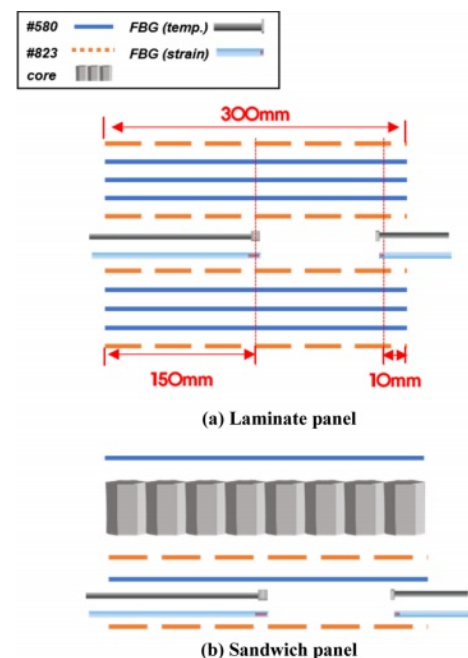 #580 FBG (temp.)
#823 FBG (strain)
core
300mm
150mm 10mm
(a) Laminate panel
(b) Sandwich panel